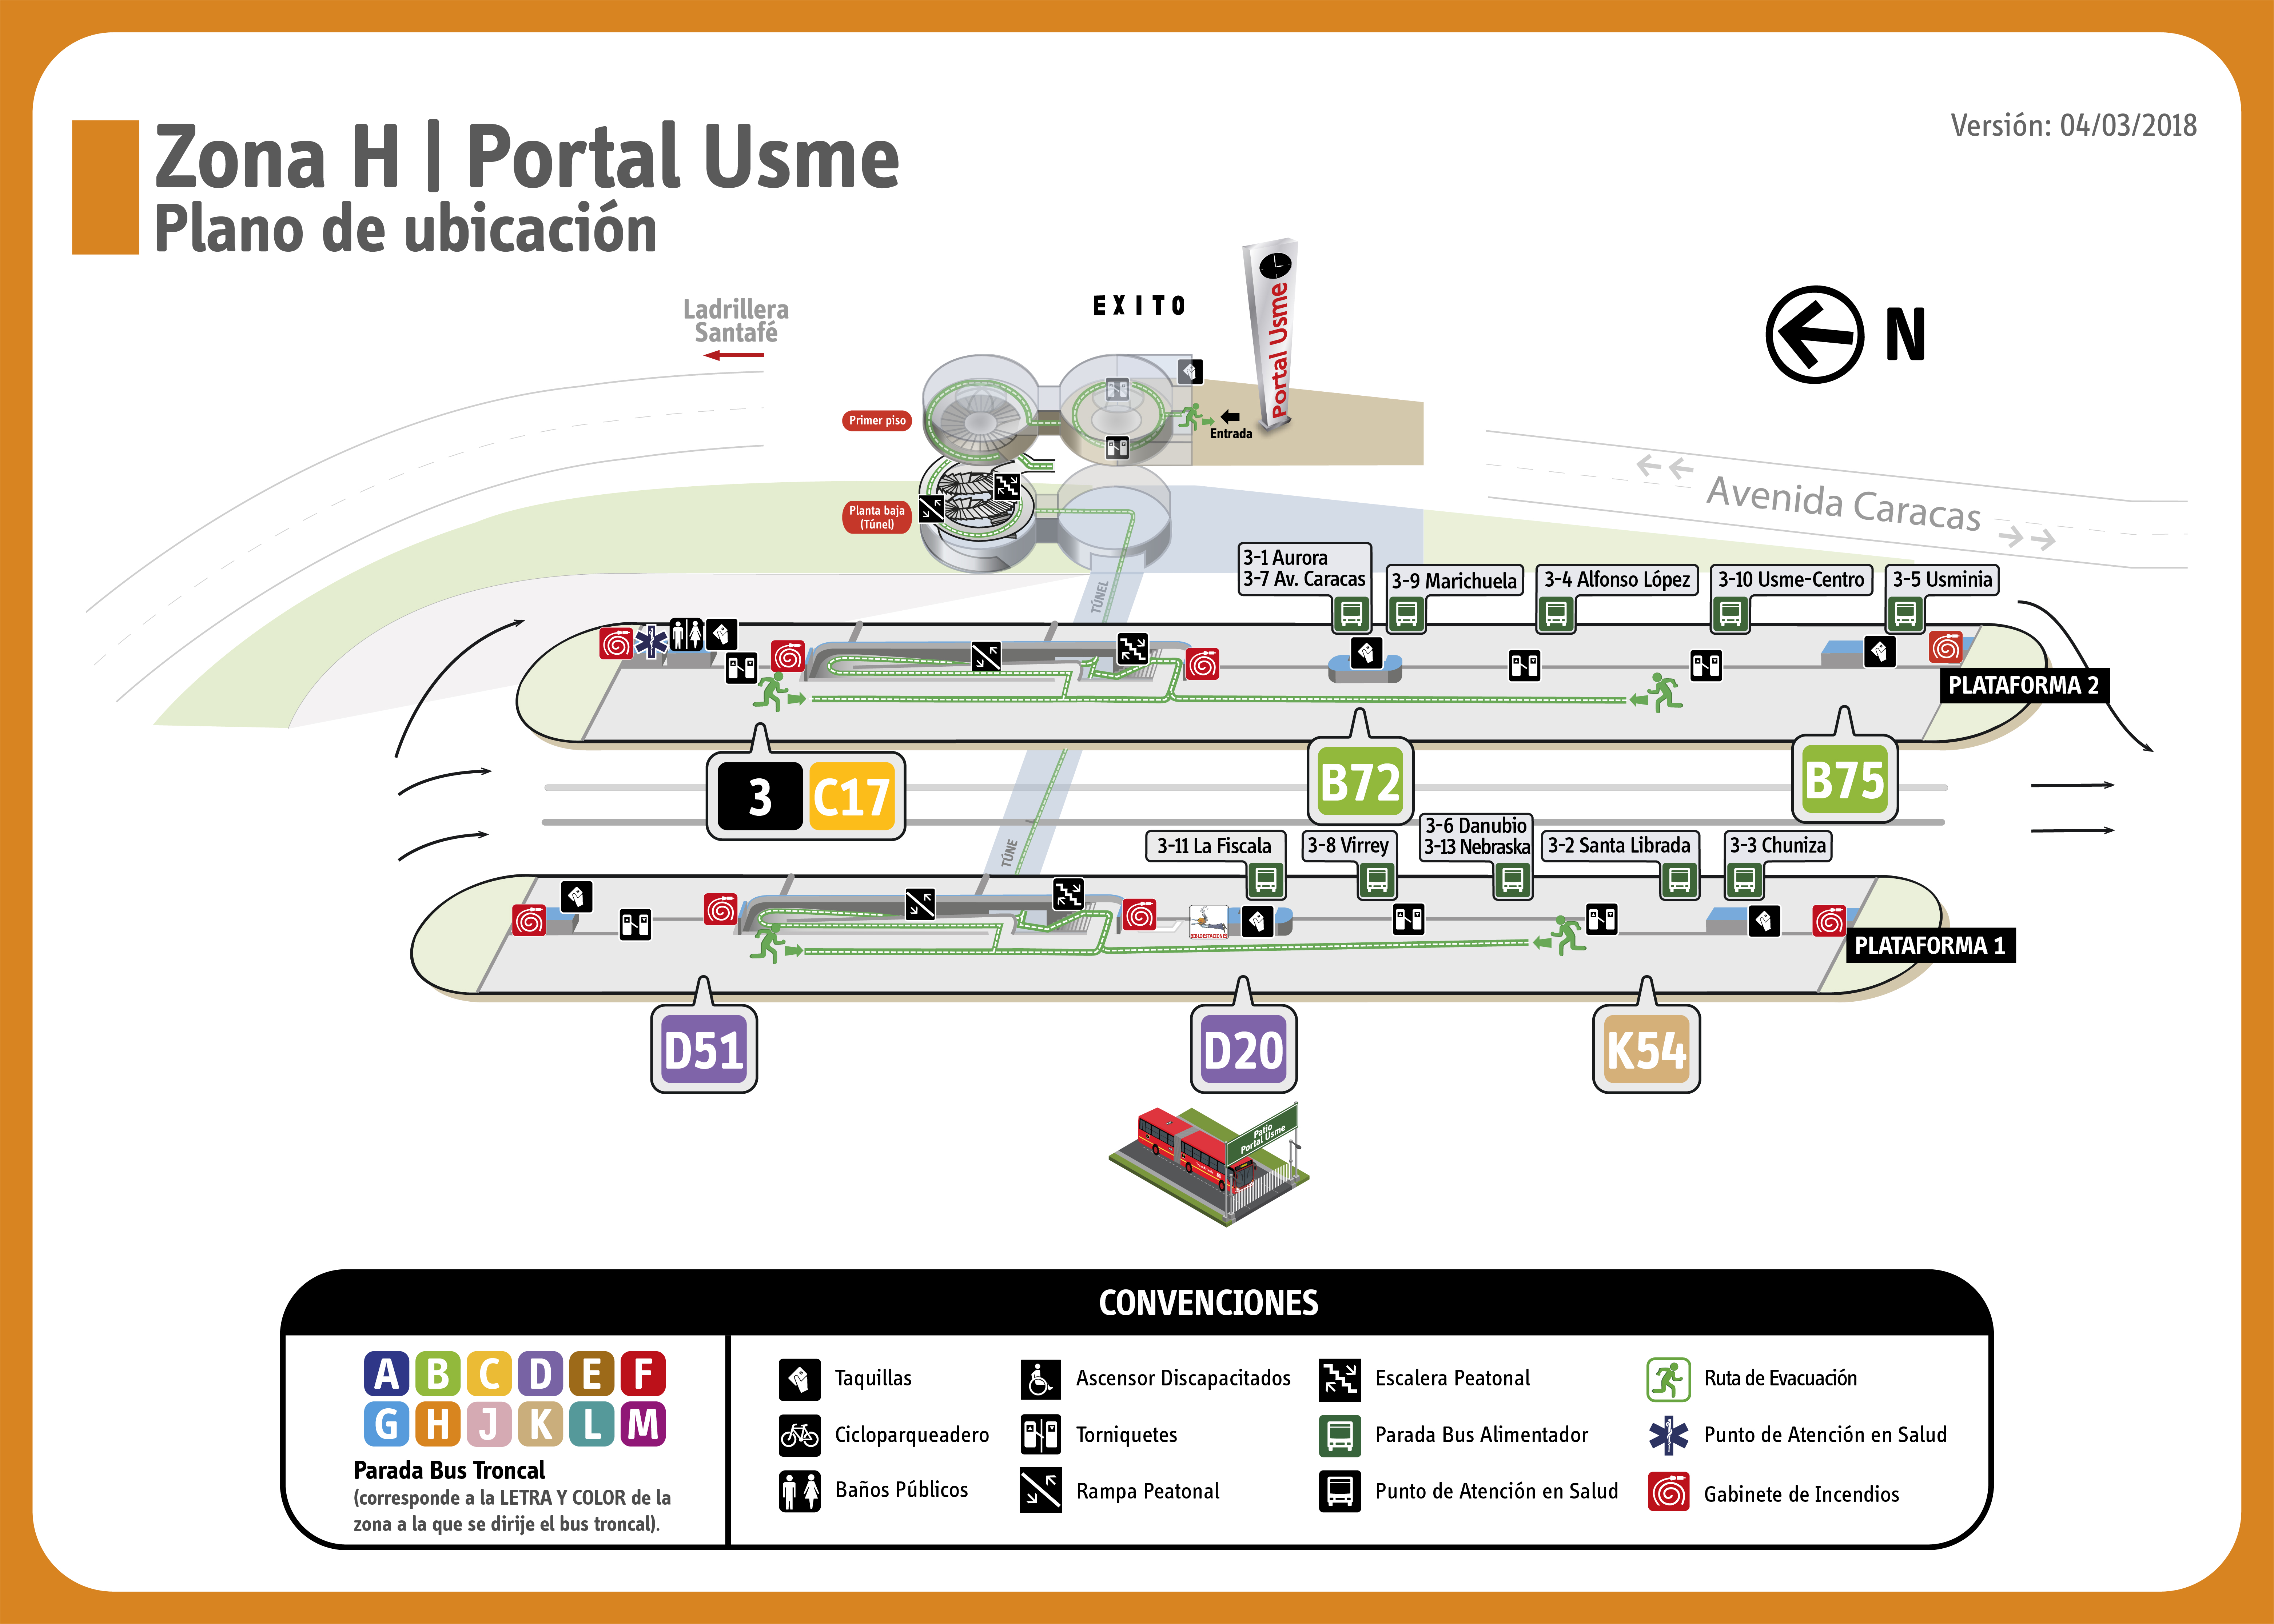 Zona H | Portal Usme
Plano de ubicación
Versión: 04/03/2018
Ladrillera
Santafé
EXITO
Portal Usme
N
Primer piso
Entrada
Planta baja
(Túnel)
Avenida Caracas
TÚNEL
3-1 Aurora
3-7 Av. Caracas
3-9 Marichuela
3-4 Alfonso López
3-10 Usme-Centro
3-5 Usminia
PLATAFORMA 2
3
C17
B72
B75
TÚNE
3-11 La Fiscala
3-8 Virrey
3-6 Danubio
3-13 Nebraska
3-2 Santa Librada
3-3 Chuniza
BIBLOESTACIONES
PLATAFORMA 1
D51
D20
K54
Patio
Portal Usme
CONVENCIONES
A B C D E F
G H J K L M
Parada Bus Troncal
(corresponde a la LETRA Y COLOR de la
zona a la que se dirije el bus troncal).
Taquillas
Cicloparqueadero
Baños Públicos
Ascensor Discapacitados
Torniquetes
Rampa Peatonal
Escalera Peatonal
Parada Bus Alimentador
Punto de Atención en Salud
Ruta de Evacuación
Punto de Atención en Salud
Gabinete de Incendios